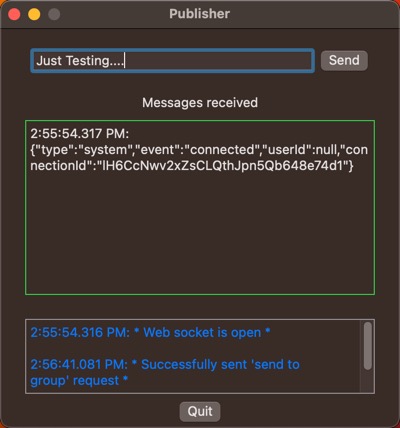 Publisher
Just Testing....
Send
Messages received
2:55:54.317 PM:
{"type":"system","event":"connected","userId":null,"con
nectionId":"lH6CcNwv2xZsCLQthJpn5Qb648e74d1"}
2:55:54.316 PM: * Web socket is open *
2:56:41.081 PM: * Successfully sent 'send to
group' request *
Quit